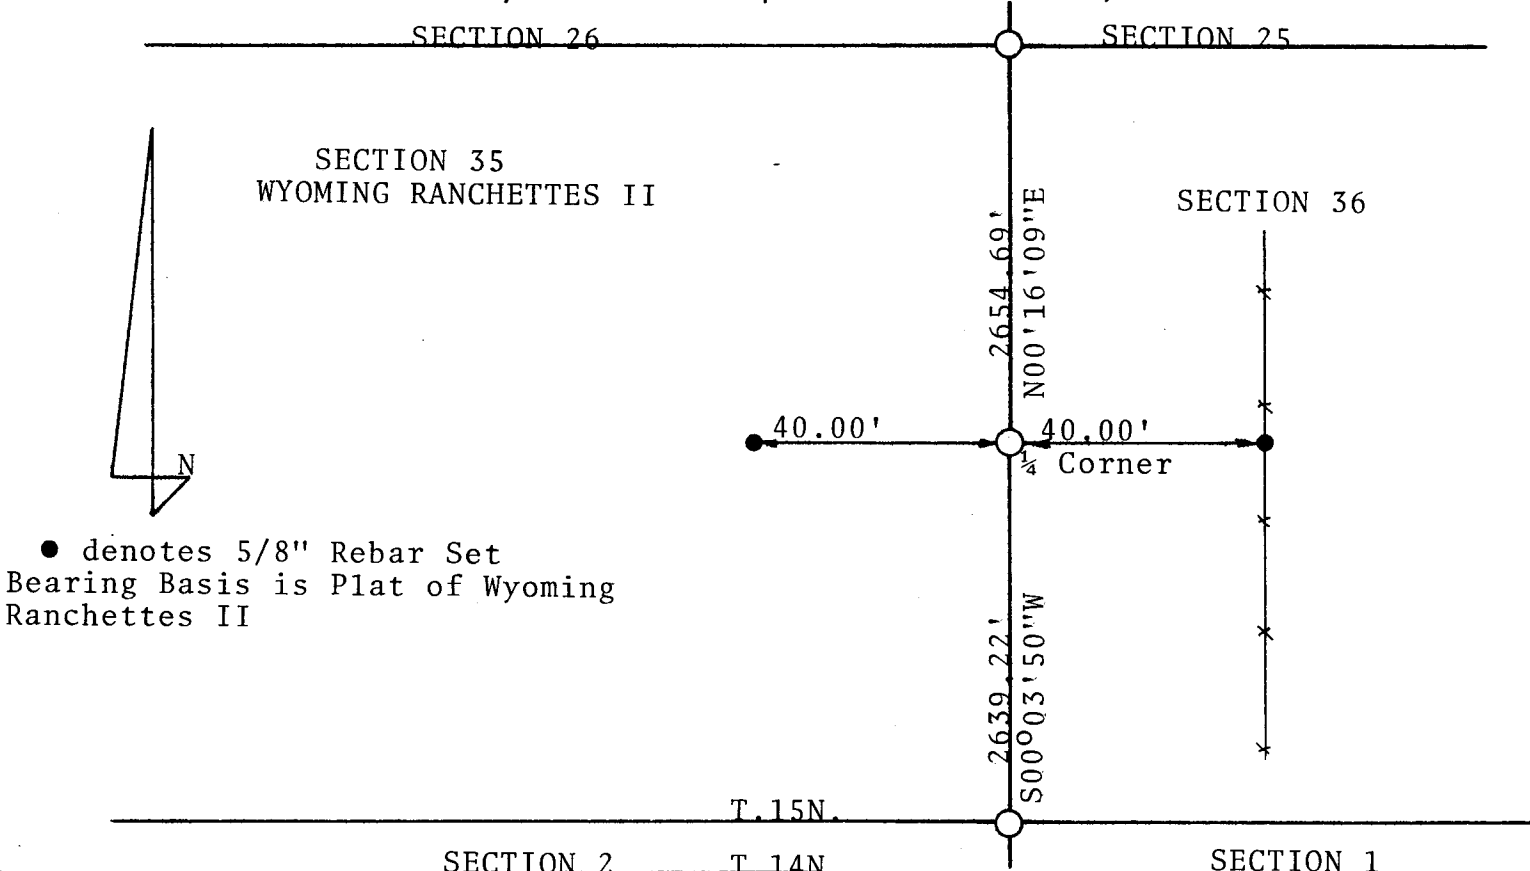 SECTION 26
SECTION 25
SECTION 35
WYOMING RANCHETTES II
SECTION 36
2654.69'
N00'16'09"E
40.00'
40.00'
¼ Corner
N
● denotes 5/8" Rebar Set
Bearing Basis is Plat of Wyoming
Ranchettes II
2639.22'
S00°03'50"W
T.15N.
SECTION 2
T.14N
SECTION 1